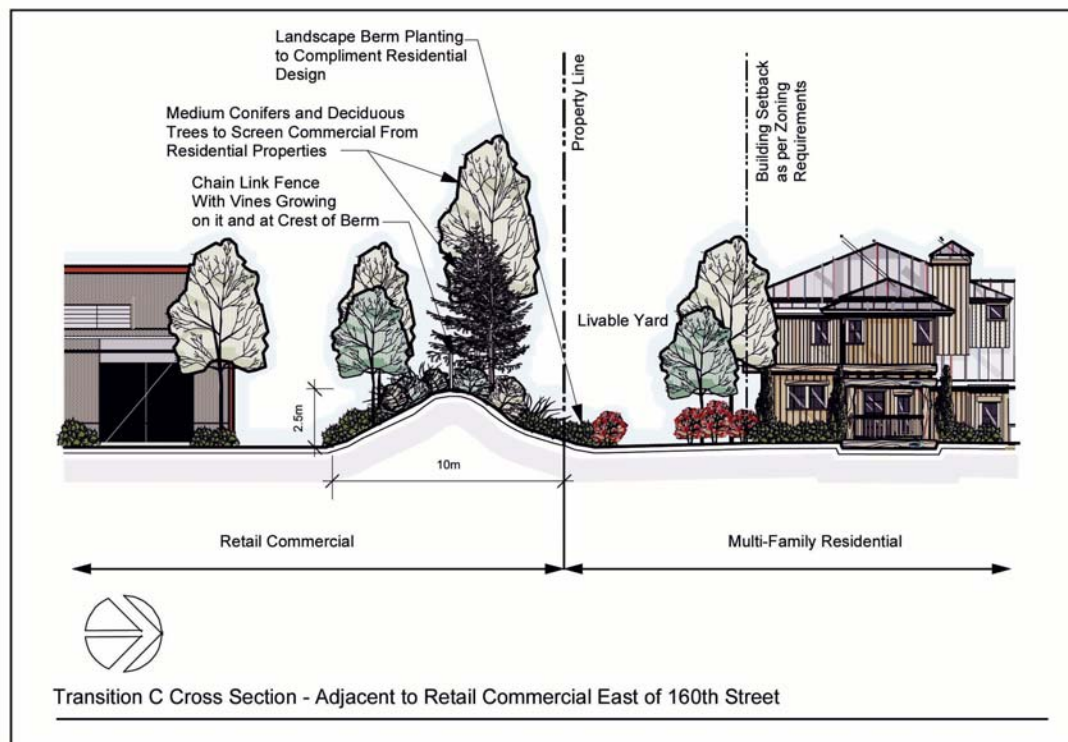 Landscape Berm Planting
to Compliment Residential
Design
Property Line
Building Setback
as per Zoning
Requirements
Medium Conifers and Deciduous
Trees to Screen Commercial From
Residential Properties
Chain Link Fence
With Vines Growing
on it and at Crest of Berm
Livable Yard
2.5m
10m
Retail Commercial
Multi-Family Residential
Transition C Cross Section - Adjacent to Retail Commercial East of 160th Street